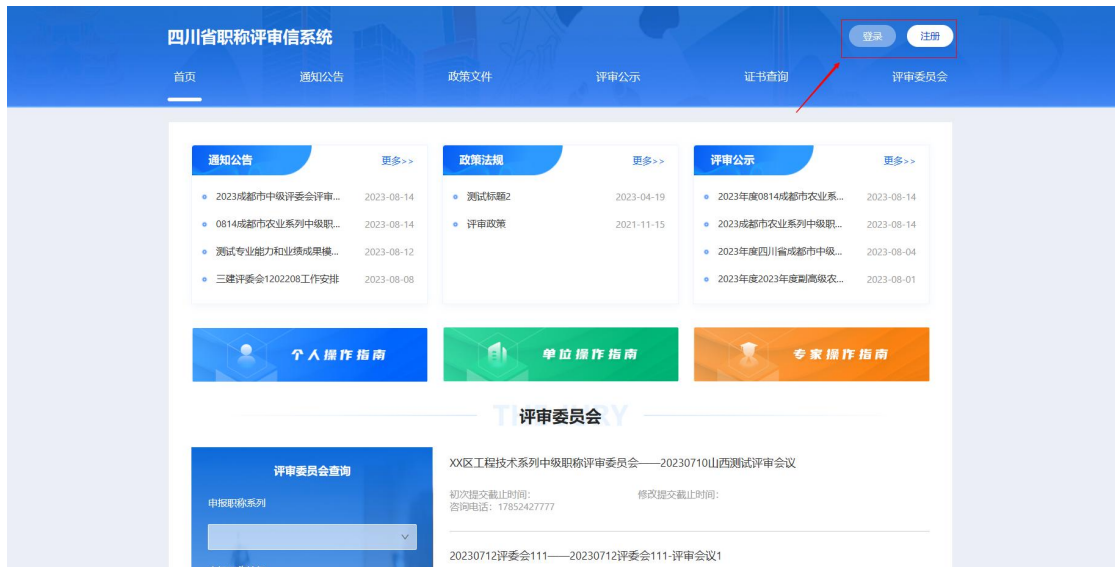 四川省职称评审信系统
登录
注册
首页
通知公告
政策文件
评审公示
证书查询
评审委员会
通知公告
更多>>
2023成都市中级评委会评审...
2023-08-14
0814成都市农业系列中级职...
2023-08-14
测试专业能力和业绩成果模...
2023-08-12
三建评委会1202208工作安排
2023-08-08
政策法规
更多>>
测试标题2
2023-04-19
评审政策
2021-11-15
评审公示
更多>>
2023年度0814成都市农业系...
2023-08-14
2023成都市农业系列中级职...
2023-08-14
2023年度四川省成都市中级...
2023-08-04
2023年度2023年度副高级农...
2023-08-01
个人操作指南
单位操作指南
专家操作指南
评审委员会
评审委员会查询
申报职称系列
XX区工程技术系列中级职称评审委员会——20230710山西测试评审会议
初次提交截止时间:
修改提交截止时间:
咨询电话: 17852427777
20230712评委会111——20230712评委会111-评审会议1